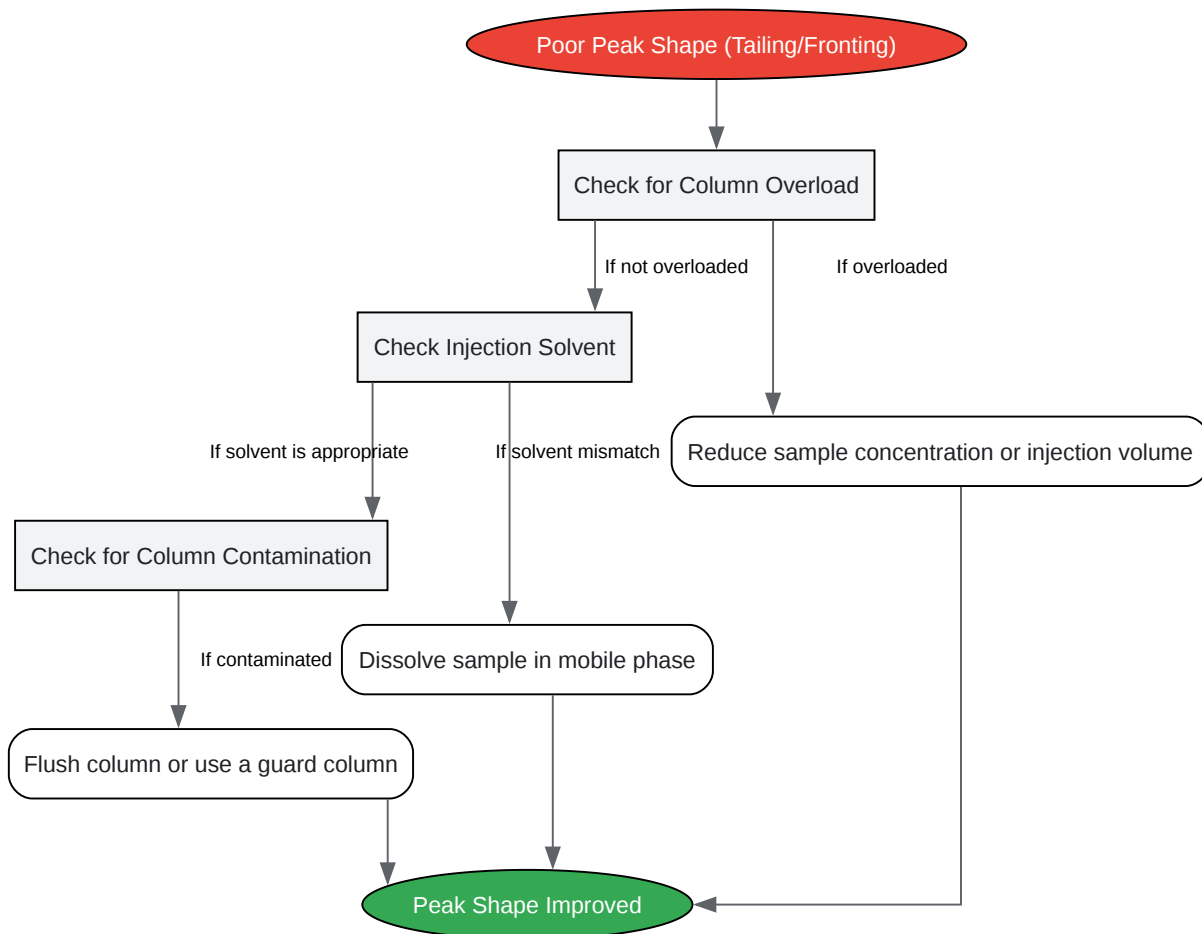 Poor Peak Shape (Tailing/Fronting)
Check for Column Overload
If not overloaded
If overloaded
Check Injection Solvent
If solvent is appropriate
If solvent mismatch
Reduce sample concentration or injection volume
Check for Column Contamination
If contaminated
Dissolve sample in mobile phase
Flush column or use a guard column
Peak Shape Improved